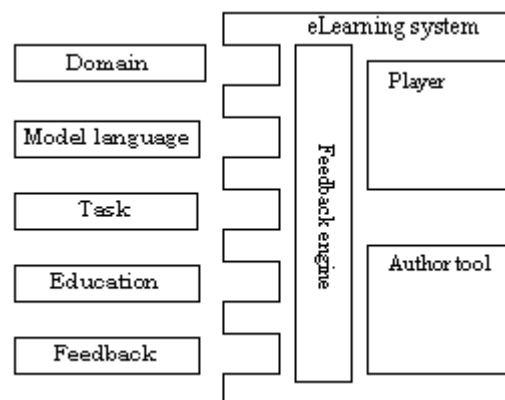 eLearning system
Domain
Player
Model language
Task
Feedback engine
Education
Author tool
Feedback